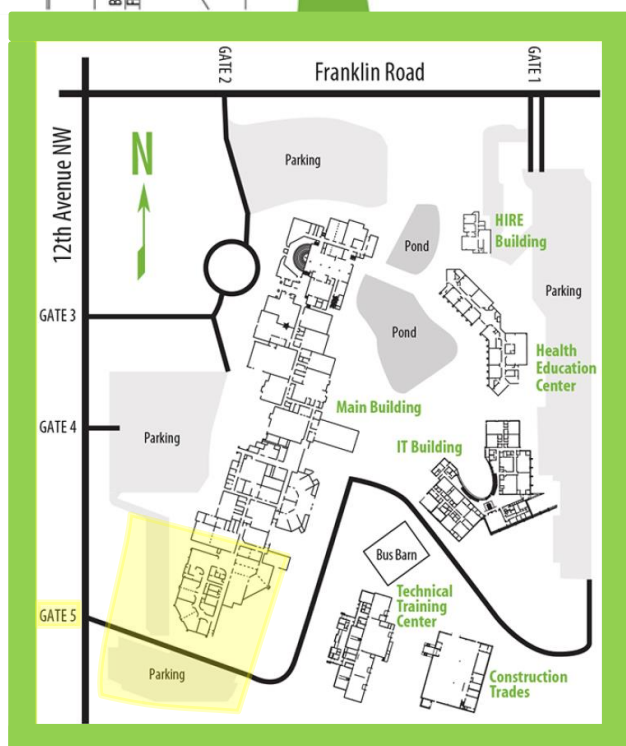 GATE 2
Franklin Road
GATE 1
12th Avenue NW
N
Parking
Pond
HIRE
Building
Parking
GATE 3
Pond
Health
Education
Center
Main Building
GATE 4
Parking
IT Building
Bus Barn
Technical
Training
Center
GATE 5
Parking
Construction
Trades